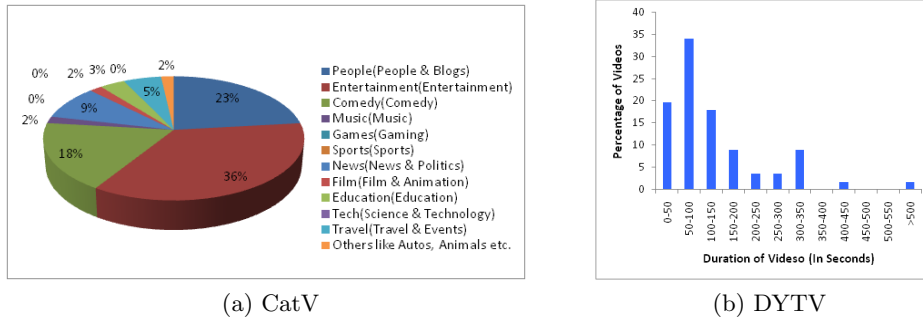 0%
2%
3%
0%
2%
0%
9%
5%
23%
2%
18%
36%
People(People & Blogs)
Entertainment(Entertainment)
Comedy(Comedy)
Music(Music)
Games(Gaming)
Sports(Sports)
News(News & Politics)
Film(Film & Animation)
Education(Education)
Tech(Science & Technology)
Travel(Travel & Events)
Others like Autos, Animals etc.
(a) CatV
Percentage of Videos
40
35
30
25
20
15
10
5
0
0-50
50-100
100-150
150-200
200-250
250-300
300-350
350-400
400-450
450-500
500-550
>500
Duration of Videso (In Seconds)
(b) DYTV